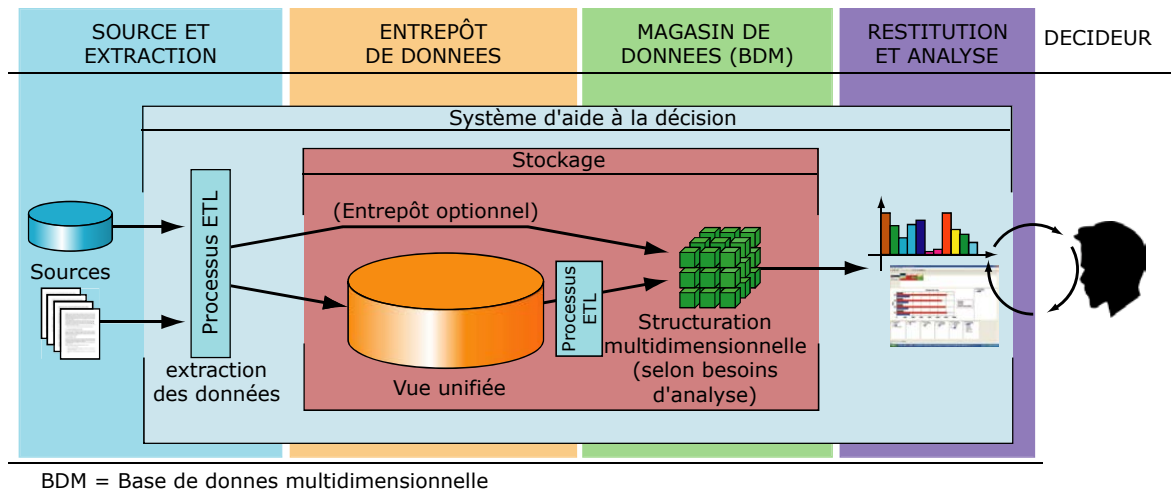 SOURCE ET
EXTRACTION
ENTREPÔT
DE DONNEES
MAGASIN DE
DONNEES (BDM)
RESTITUTION
ET ANALYSE
DECIDEUR
Système d'aide à la décision
Stockage
(Entrepôt optionnel)
Sources
Processus ETL
extraction
des données
Vue unifiée
Processus
ETL
Structuration
multidimensionnelle
(selon besoins
d'analyse)
BDM = Base de donnes multidimensionnelle